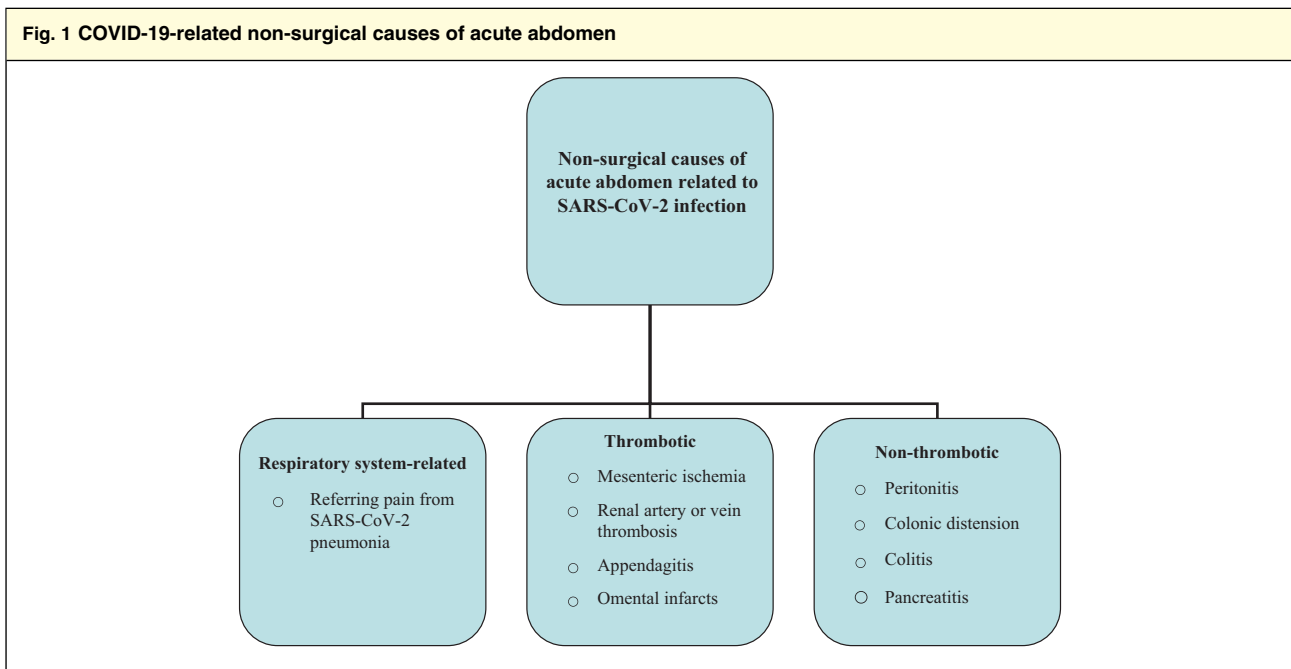 Fig. 1 COVID-19-related non-surgical causes of acute abdomen
Non-surgical causes of
acute abdomen related to
SARS-CoV-2 infection
Respiratory system-related
○ Referring pain from
SARS-CoV-2
pneumonia
Thrombotic
○ Mesenteric ischemia
○ Renal artery or vein
thrombosis
○ Appendagitis
○ Omental infarcts
Non-thrombotic
○ Peritonitis
○ Colonic distension
○ Colitis
○ Pancreatitis